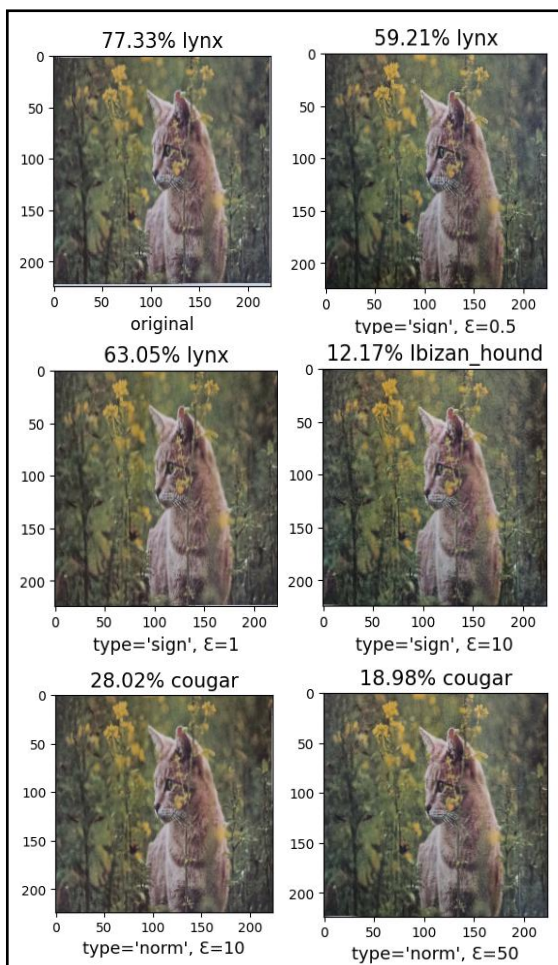 77.33% lynx
0
50
100
150
200
0 50 100 150 200
original
59.21% lynx
0
50
100
150
200
0 50 100 150 200
type='sign', Ɛ=0.5
63.05% lynx
0
50
100
150
200
0 50 100 150 200
type='sign', Ɛ=1
12.17% Ibizan_hound
0
50
100
150
200
0 50 100 150 200
type='sign', Ɛ=10
28.02% cougar
0
50
100
150
200
0 50 100 150 200
type='norm', Ɛ=10
18.98% cougar
0
50
100
150
200
0 50 100 150 200
type='norm', Ɛ=50